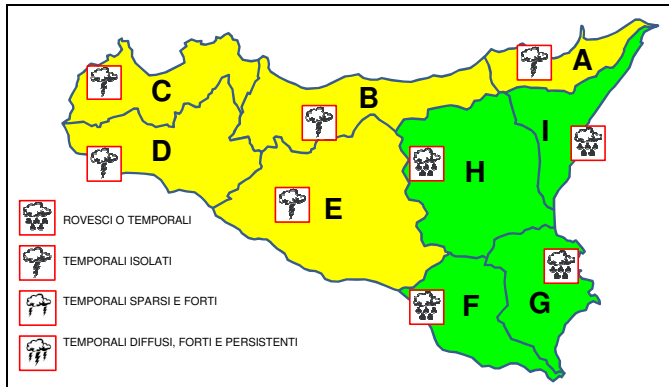 A
C
B
I
D
H
E
F
G
ROVESCI O TEMPORALI
TEMPORALI ISOLATI
TEMPORALI SPARSI E FORTI
TEMPORALI DIFFUSI, FORTI E PERSISTENTI